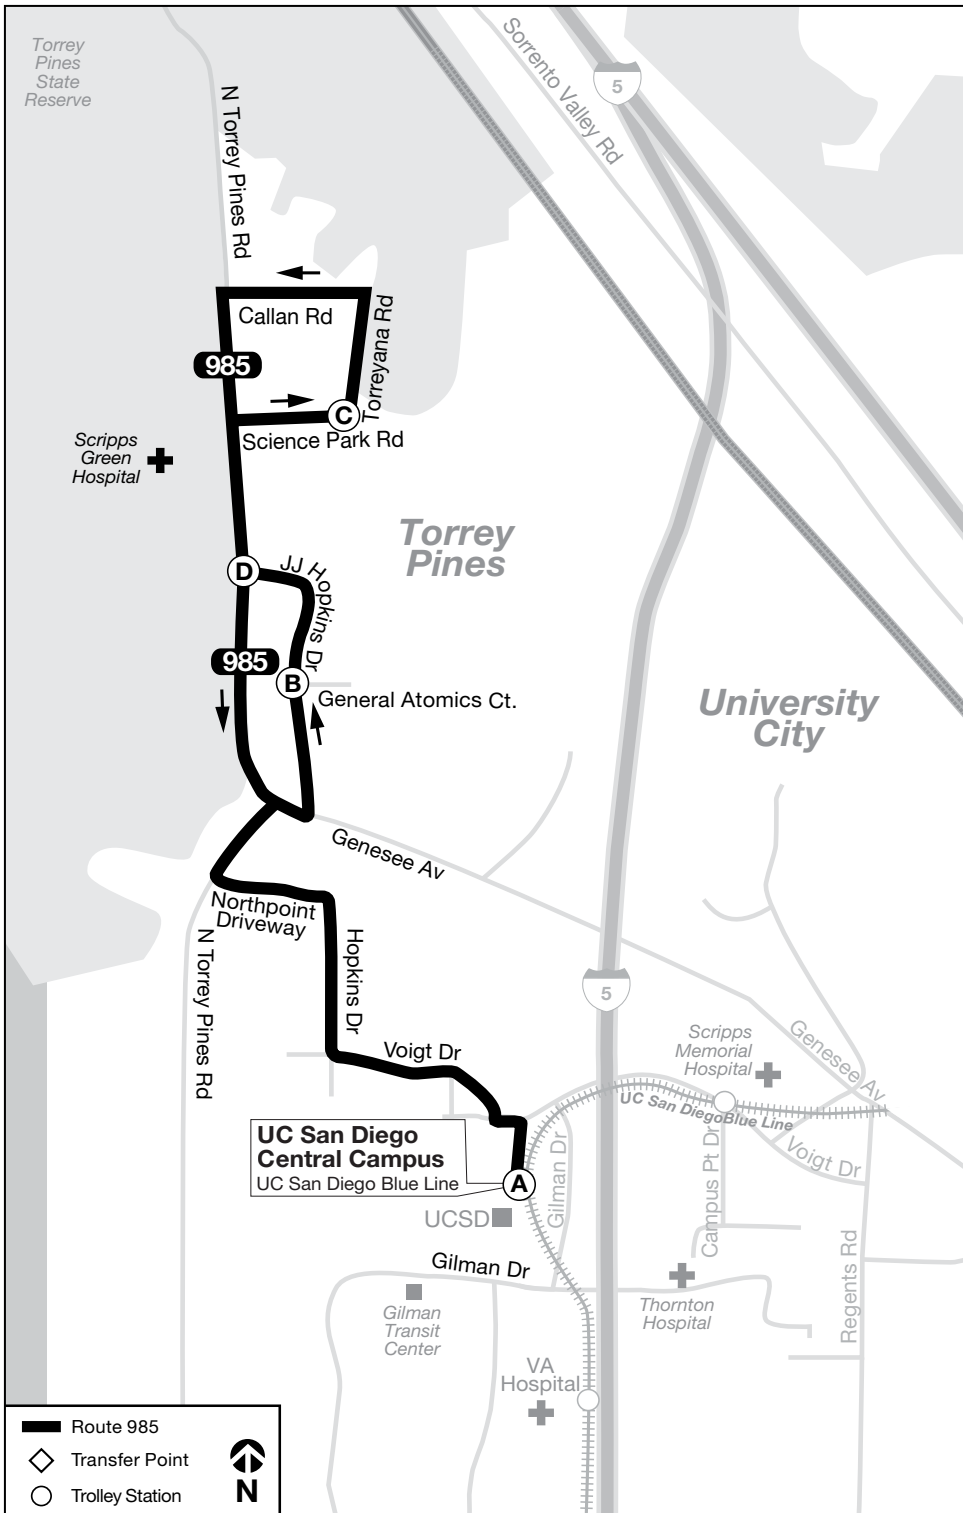 Torrey
Pines
State
Reserve
N Torrey Pines Rd
Sorrento Valley Rd
5
Callan Rd
Torreyana Rd
985
C
Science Park Rd
Scripps
Green
Hospital
Torrey
Pines
D
JJ Hopkins Dr
985
B
General Atomics Ct.
University
City
Genesee Av
Northpoint
Driveway
N Torrey Pines Rd
Hopkins Dr
5
Voigt Dr
Scripps
Memorial
Hospital
Genesee Av
UC San DiegoBlue Line
UC San Diego
Central Campus
UC San Diego Blue Line
A
Gilman Dr
Campus Pt Dr
Voigt Dr
UCSD
Gilman Dr
Regents Rd
Gilman
Transit
Center
Thornton
Hospital
VA
Hospital
Route 985
Transfer Point
Trolley Station
N